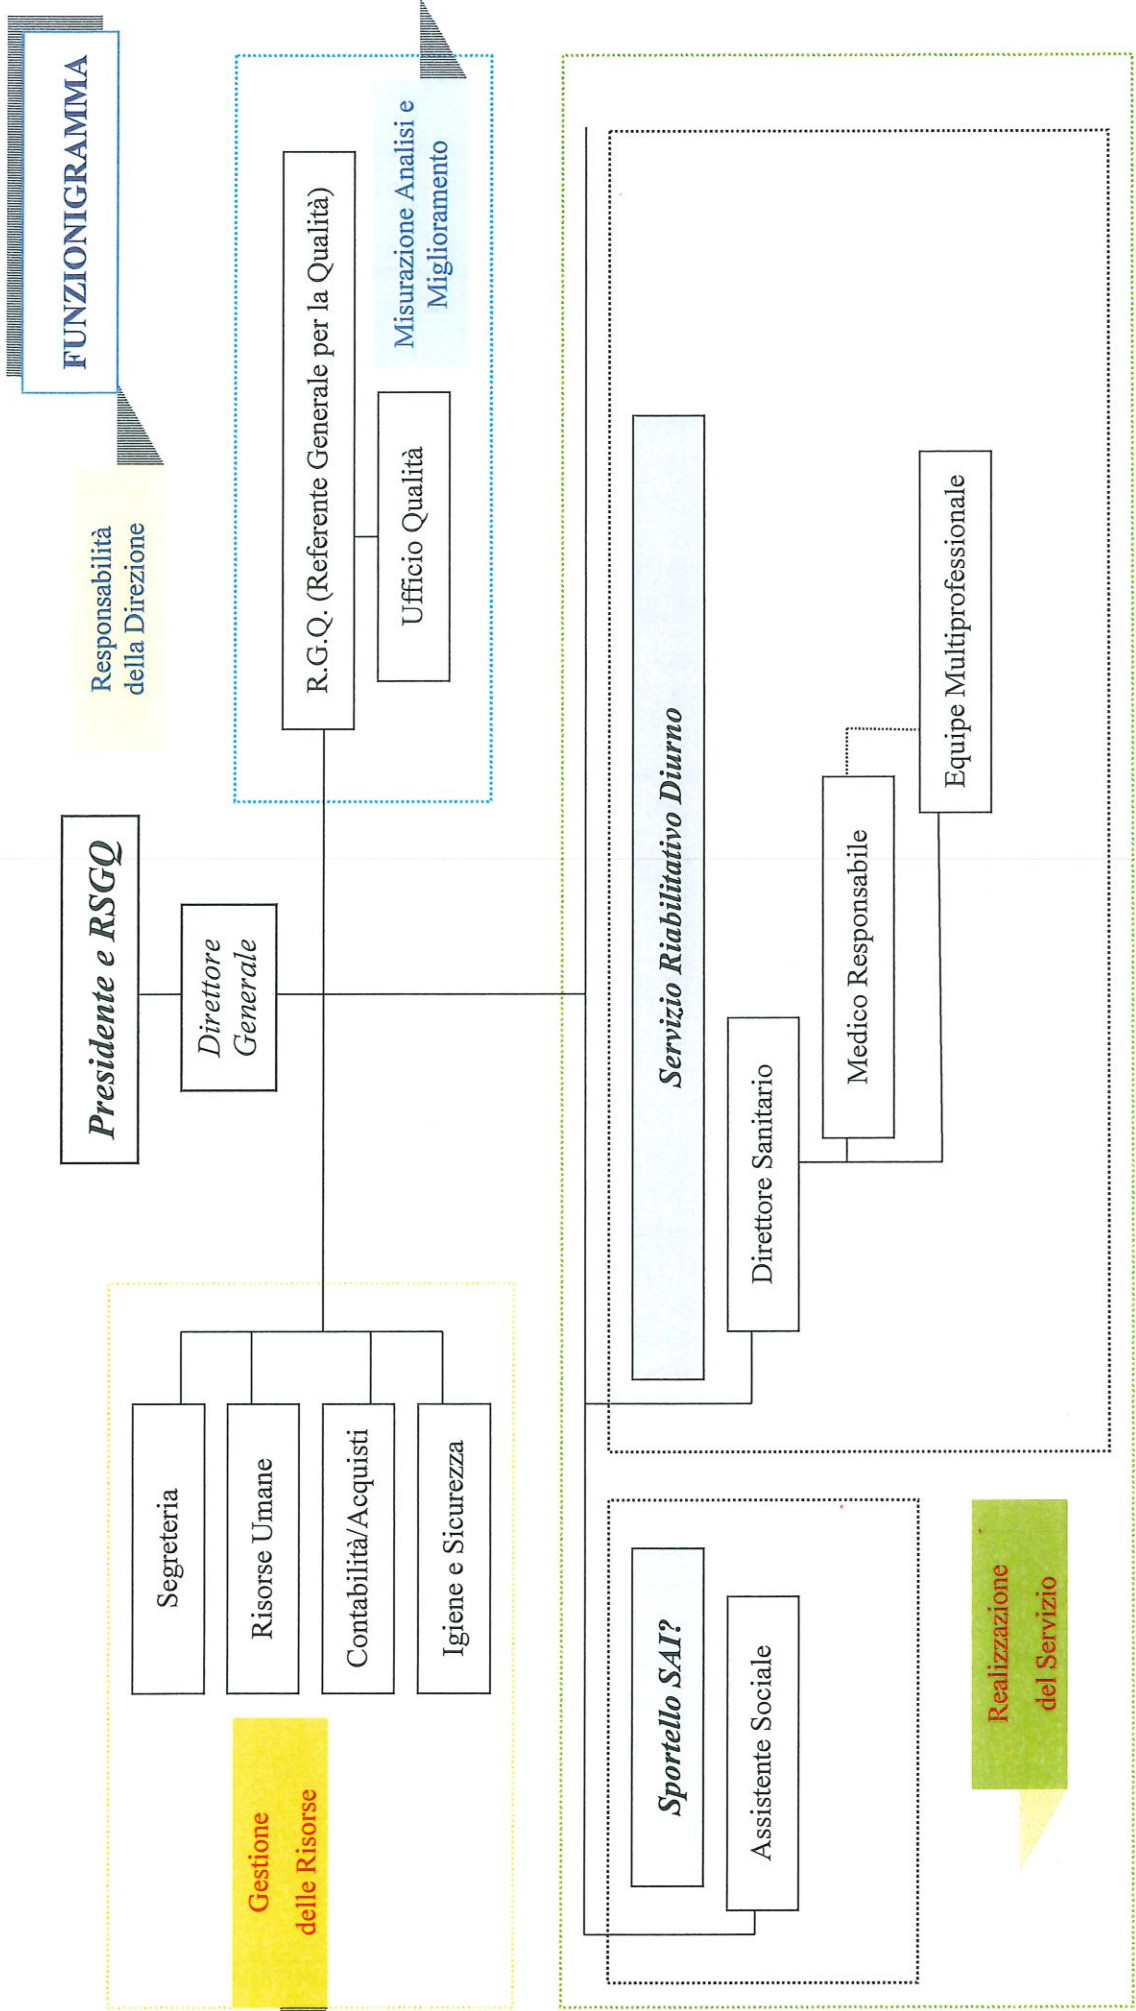 FUNZIONIGRAMMA
Responsabilità
della Direzione
Presidente e RSGQ
Direttore
Generale
Segreteria
Risorse Umane
Contabilità/Acquisti
Igiene e Sicurezza
Gestione
delle Risorse
R.G.Q. (Referente Generale per la Qualità)
Ufficio Qualità
Misurazione Analisi e
Miglioramento
Sportello SAI?
Assistente Sociale
Servizio Riabilitativo Diurno
Direttore Sanitario
Medico Responsabile
Equipe Multiprofessionale
Realizzazione
del Servizio